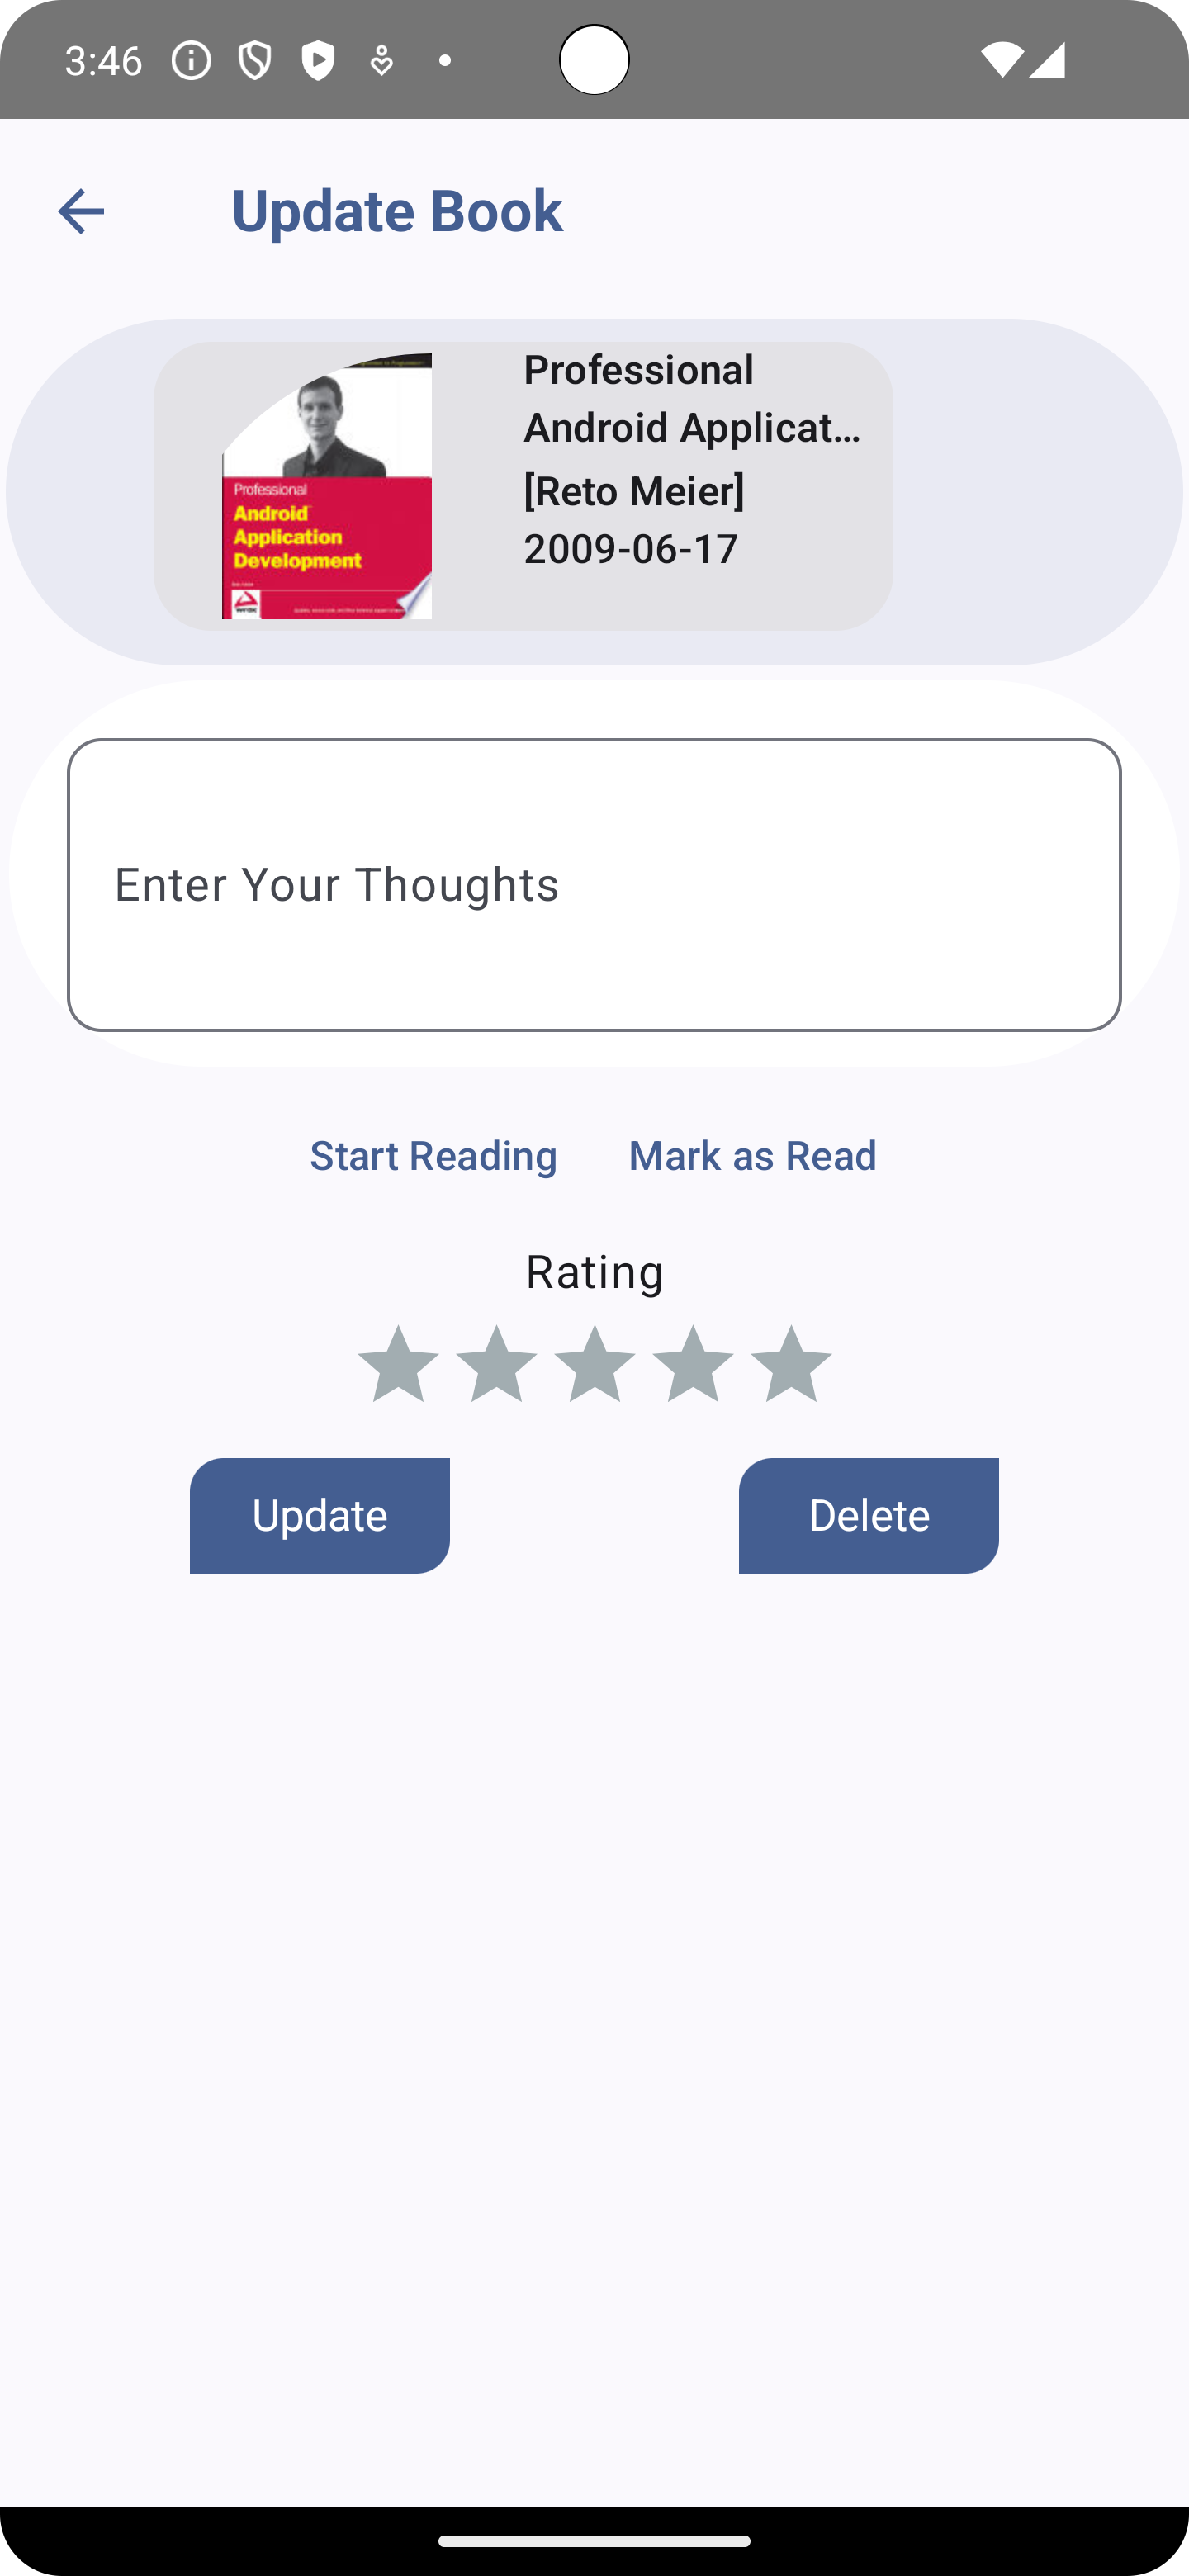 3:46
Update Book
Professional
Android
Application
Development
Professional
Android Applicat…
[Reto Meier]
2009-06-17
Enter Your Thoughts
Start Reading
Mark as Read
Rating
Update
Delete